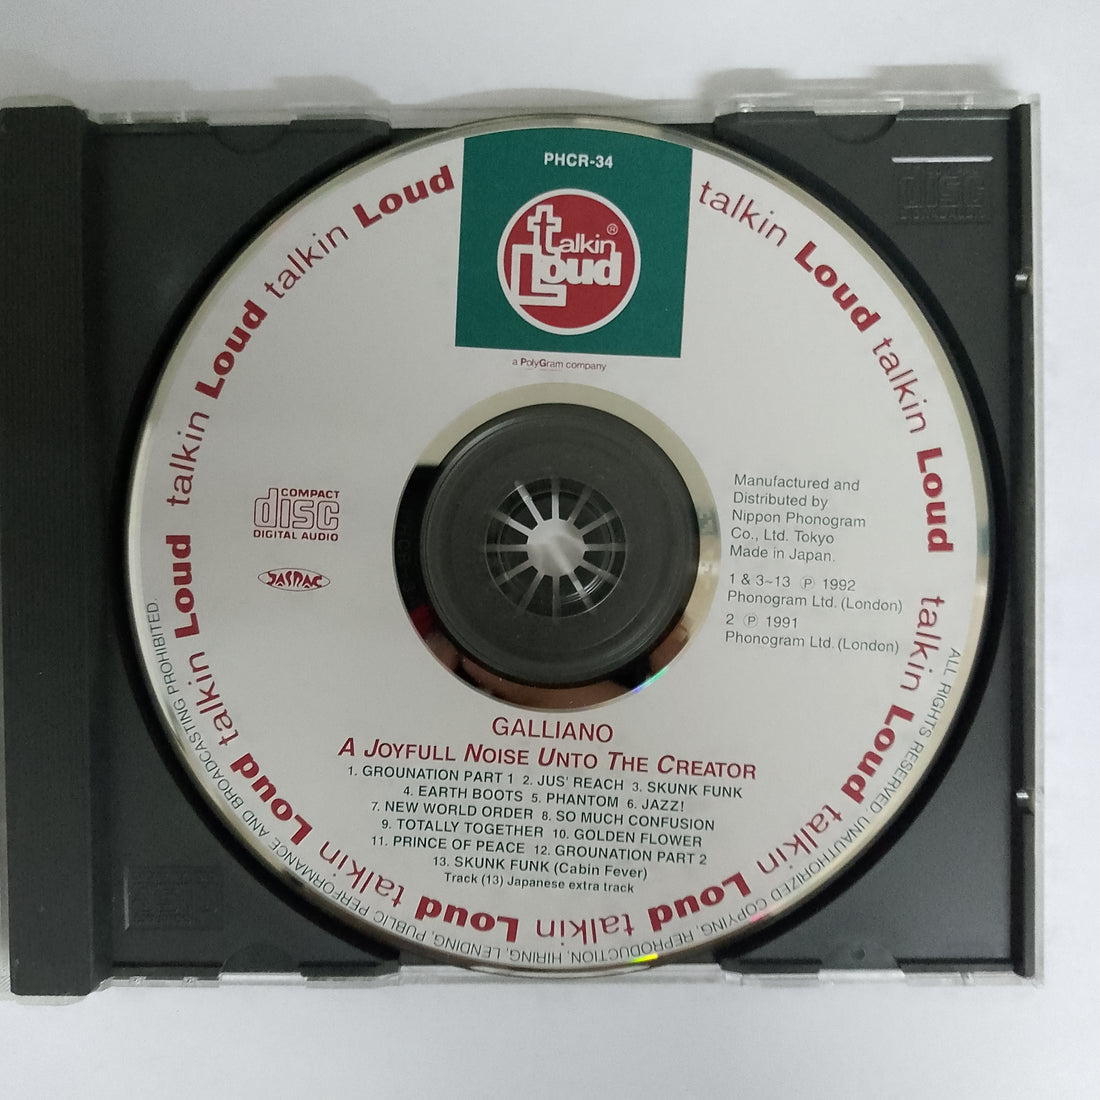 PHCR-34
talkin Loud ®
a PolyGram company
talkin Loud talkin Loud talkin Loud talkin Loud talkin Loud talkin Loud talkin Loud talkin Loud talkin Loud
COMPACT
disc
DIGITAL AUDIO
JASRAC
Manufactured and
Distributed by
Nippon Phonogram
Co., Ltd. Tokyo
Made in Japan.
1 & 3~13 ℗ 1992
Phonogram Ltd. (London)
2 ℗ 1991
Phonogram Ltd. (London)
GALLIANO
A JOYFULL NOISE UNTO THE CREATOR
1. GROUNATION PART 1 2. JUS' REACH 3. SKUNK FUNK
4. EARTH BOOTS 5. PHANTOM 6. JAZZ!
7. NEW WORLD ORDER 8. SO MUCH CONFUSION
9. TOTALLY TOGETHER 10. GOLDEN FLOWER
11. PRINCE OF PEACE 12. GROUNATION PART 2
13. SKUNK FUNK (Cabin Fever)
Track (13) Japanese extra track
ALL RIGHTS RESERVED, UNAUTHORIZED COPYING, REPRODUCTION, HIRING, LENDING, PUBLIC PERFORMANCE AND BROADCASTING PROHIBITED.
disc